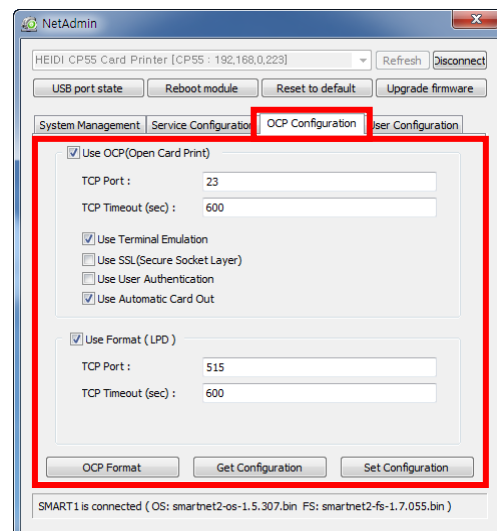 NetAdmin
HEIDI CP55 Card Printer [CP55 : 192,168,0,223]
Refresh
Disconnect
USB port state
Reboot module
Reset to default
Upgrade firmware
System Management
Service Configuration
OCP Configuration
User Configuration
Use OCP(Open Card Print)
TCP Port :
23
TCP Timeout (sec) :
600
Use Terminal Emulation
Use SSL(Secure Socket Layer)
Use User Authentication
Use Automatic Card Out
Use Format ( LPD )
TCP Port :
515
TCP Timeout (sec) :
600
OCP Format
Get Configuration
Set Configuration
SMART1 is connected ( OS: smartnet2-os-1.5.307.bin FS: smartnet2-fs-1.7.055.bin )